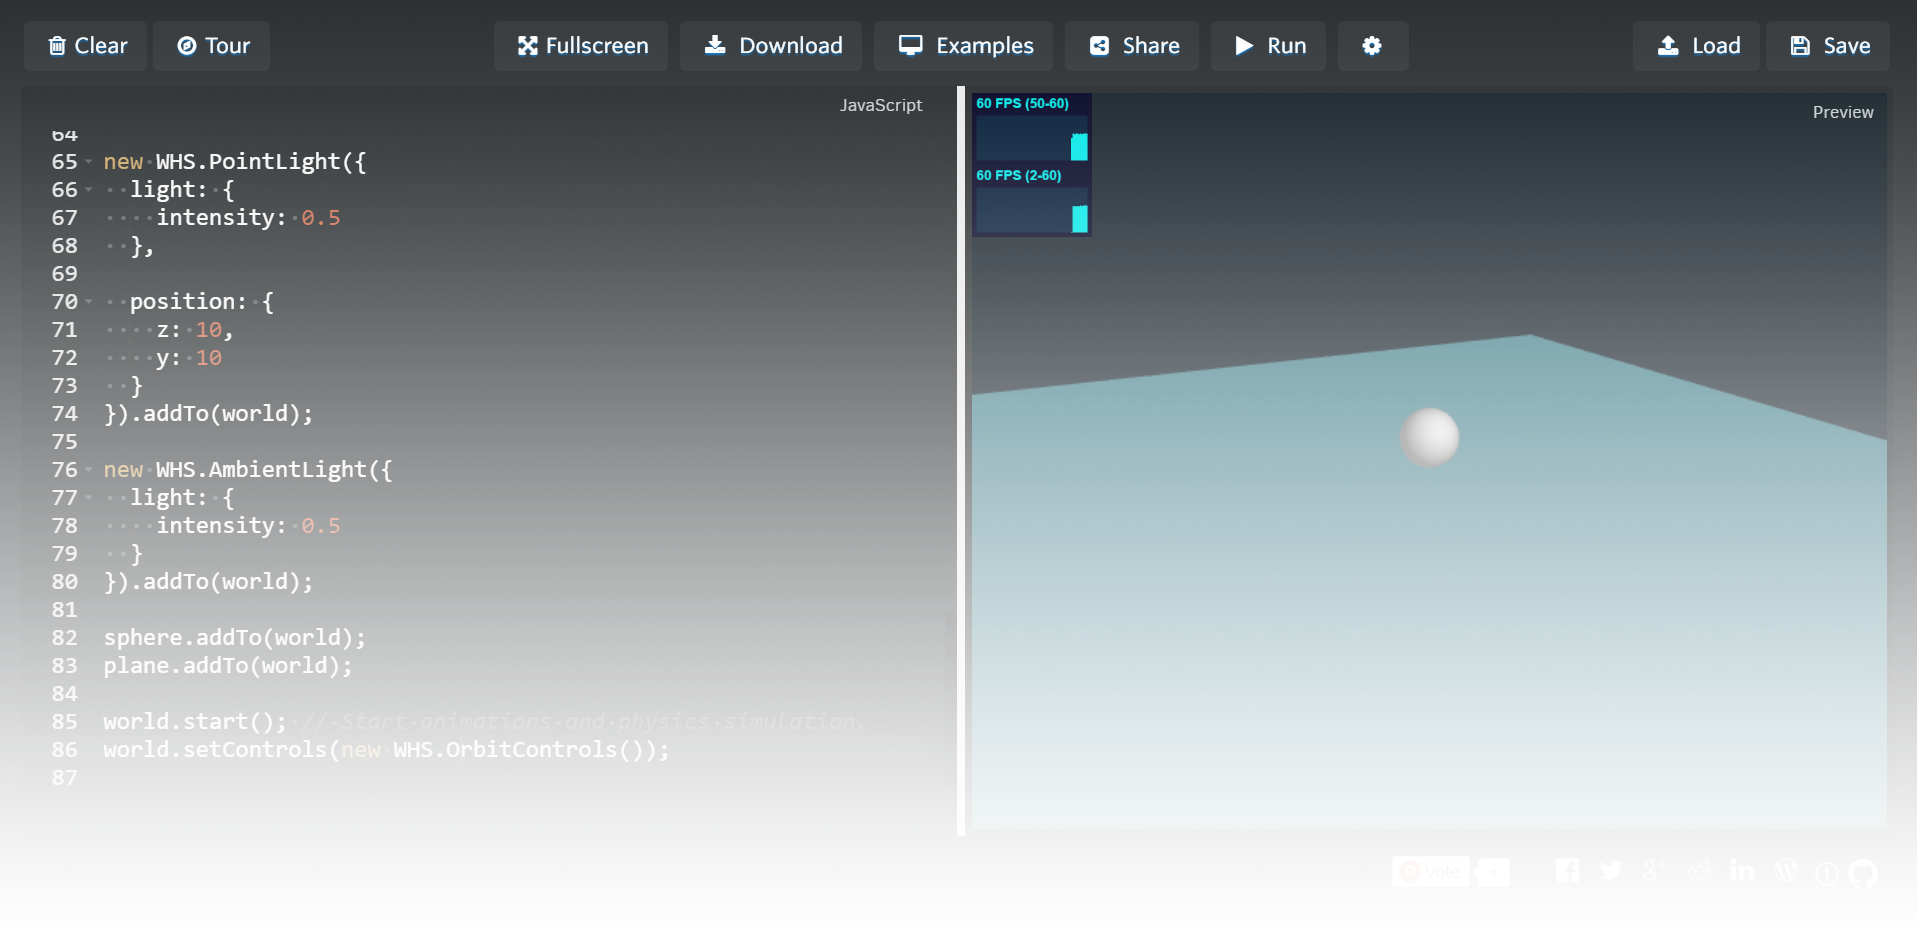 Clear
Tour
Fullscreen
Download
Examples
Share
Run
Load
Save
JavaScript
64
65 new WHS.PointLight({
66   light: {
67     intensity: 0.5
68   },
69
70   position: {
71     z: 10,
72     y: 10
73   }
74 }).addTo(world);
75
76 new WHS.AmbientLight({
77   light: {
78     intensity: 0.5
79   }
80 }).addTo(world);
81
82 sphere.addTo(world);
83 plane.addTo(world);
84
85 world.start(); // Start animations and physics simulation.
86 world.setControls(new WHS.OrbitControls());
87
60 FPS (50-60)
60 FPS (2-60)
Preview
Vote